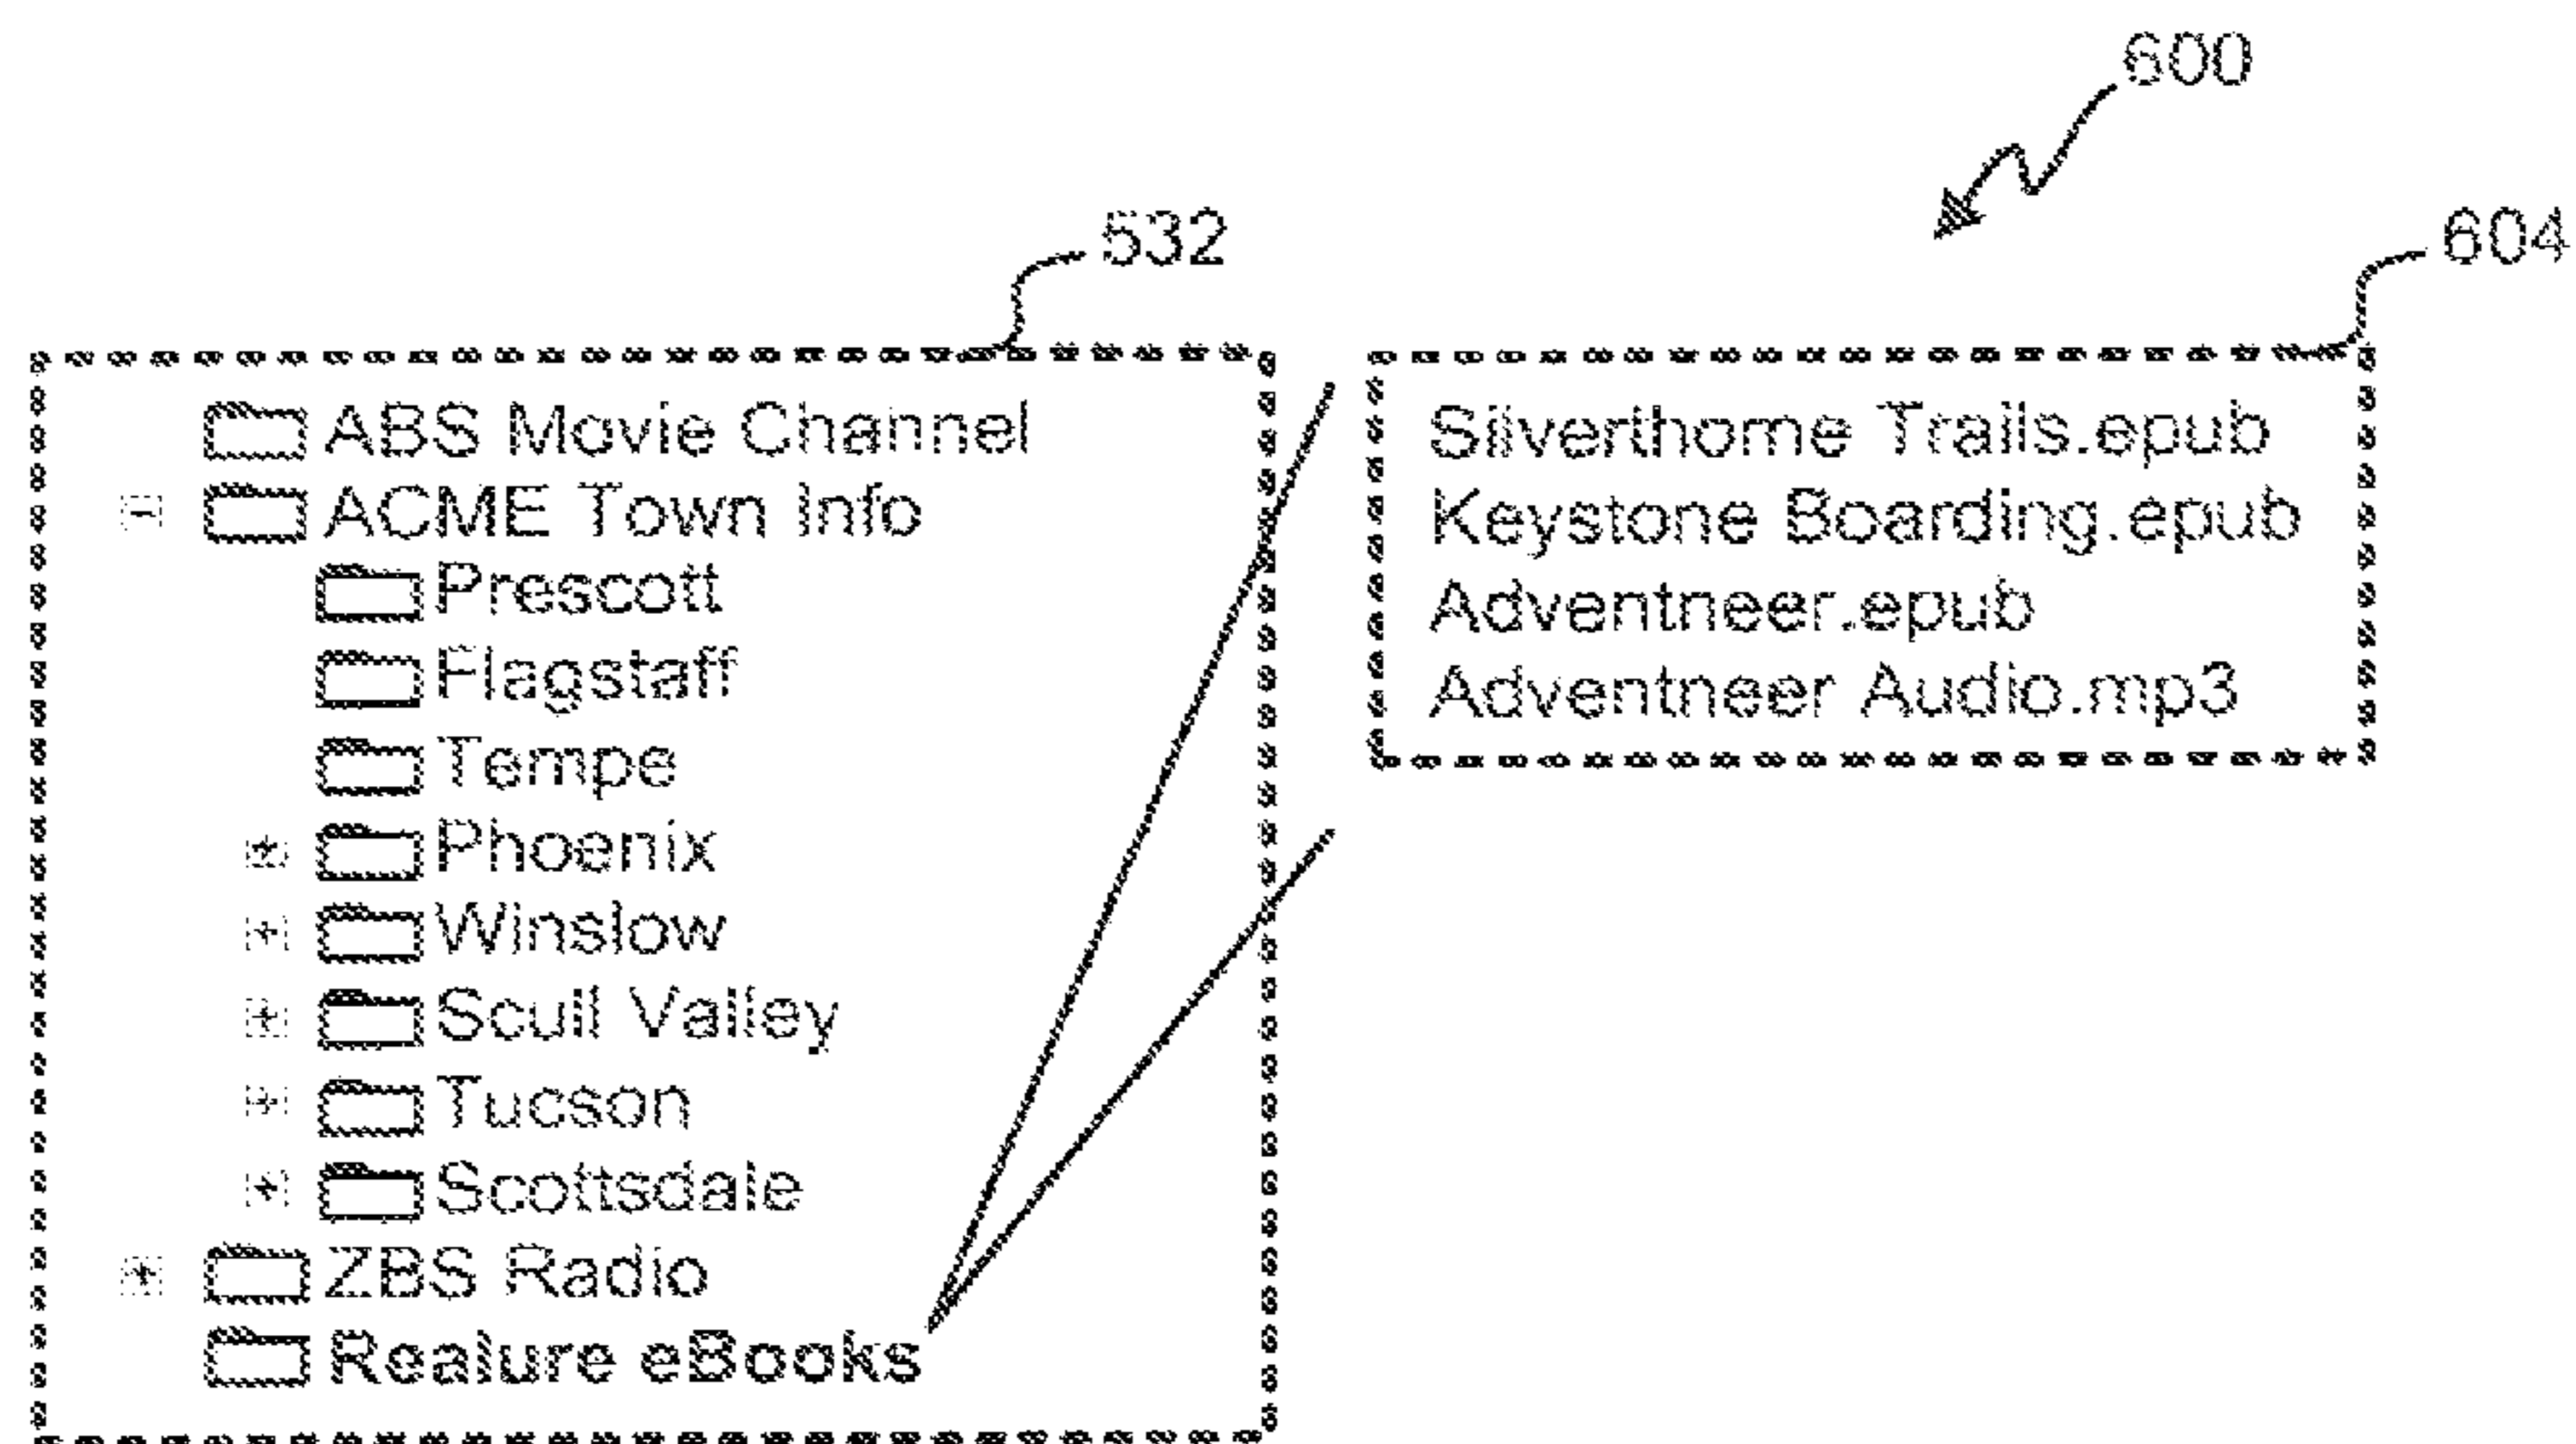 600
532
604
ABS Movie Channel
ACME Town Info
Prescott
Flagstaff
Tempe
Phoenix
Winslow
Scull Valley
Tucson
Scottsdale
ZBS Radio
Realure eBooks
Silverthorne Trails.epub
Keystone Boarding.epub
Adventneer.epub
Adventneer Audio.mp3